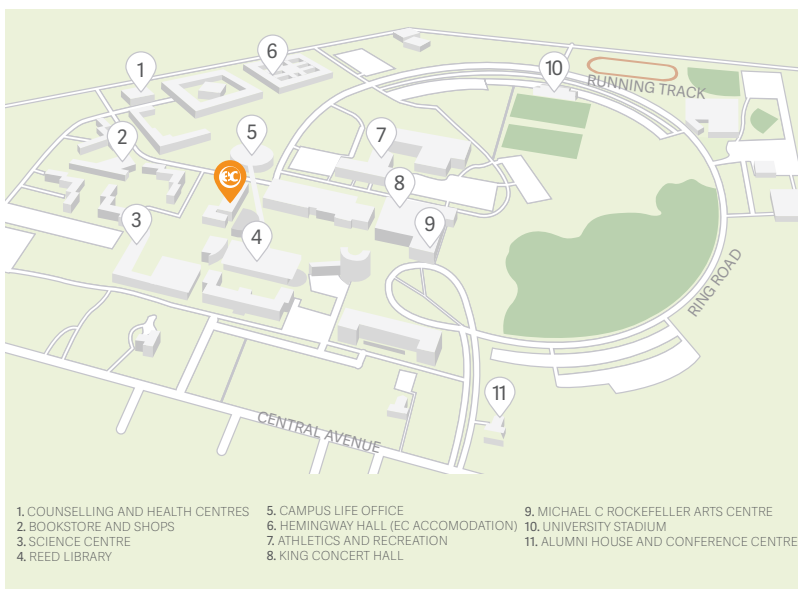 6
1
10
RUNNING TRACK
2
5
7
ec
8
3
9
4
RING ROAD
11
CENTRAL AVENUE
1. COUNSELLING AND HEALTH CENTRES
2. BOOKSTORE AND SHOPS
3. SCIENCE CENTRE
4. REED LIBRARY
5. CAMPUS LIFE OFFICE
6. HEMINGWAY HALL (EC ACCOMODATION)
7. ATHLETICS AND RECREATION
8. KING CONCERT HALL
9. MICHAEL C ROCKEFELLER ARTS CENTRE
10. UNIVERSITY STADIUM
11. ALUMNI HOUSE AND CONFERENCE CENTRE